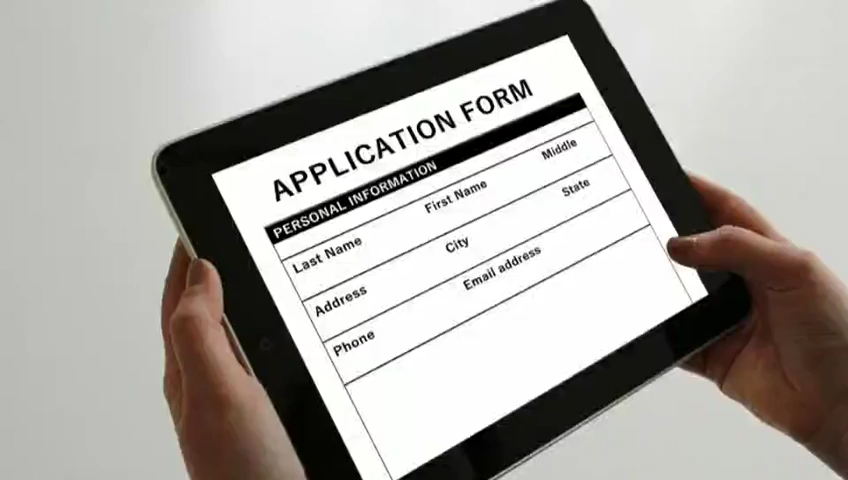 APPLICATION FORM
PERSONAL INFORMATION
Last Name First Name Middle
Address City State
Phone Email address